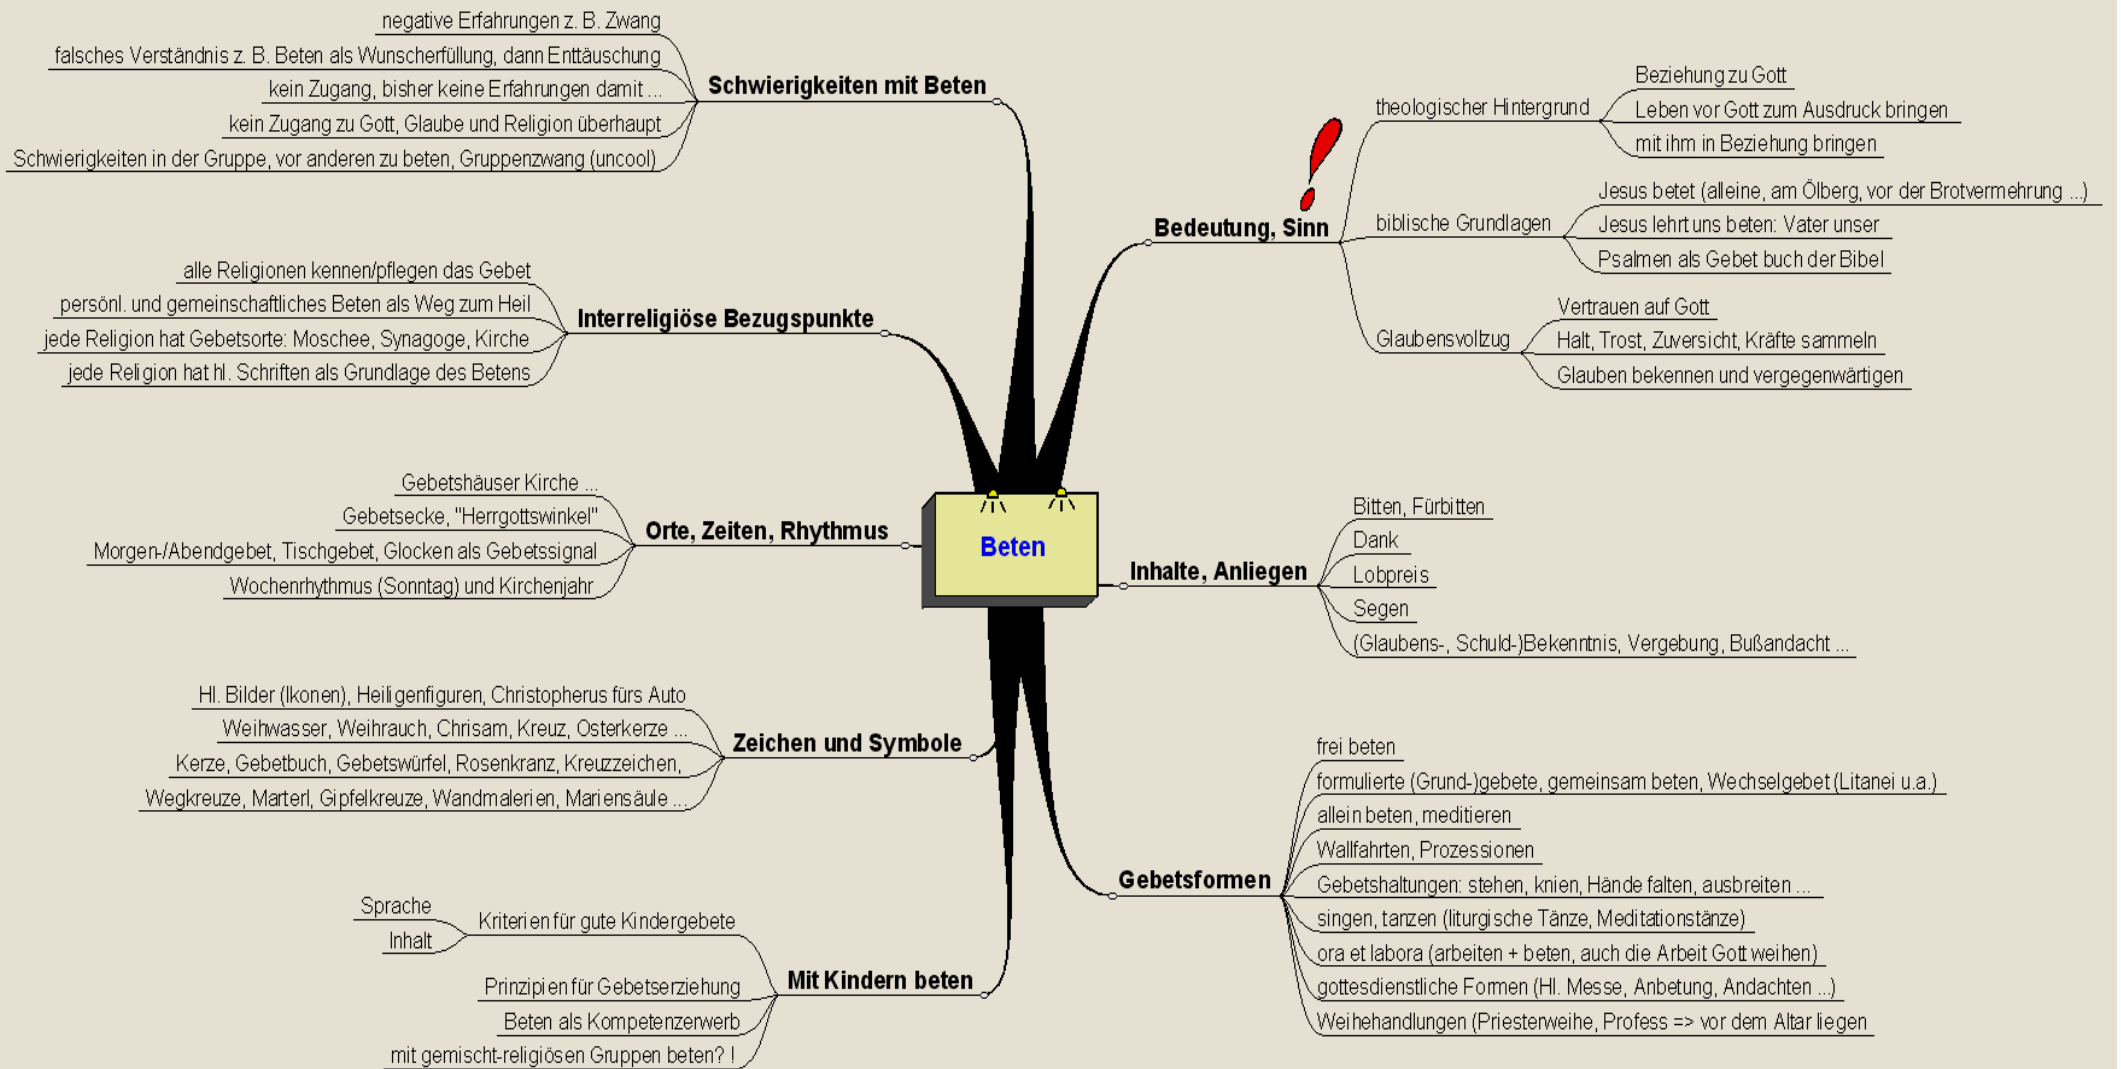 Beten
Schwierigkeiten mit Beten
negative Erfahrungen z. B. Zwang
falsches Verständnis z. B. Beten als Wunscherfüllung, dann Enttäuschung
kein Zugang, bisher keine Erfahrungen damit ...
kein Zugang zu Gott, Glaube und Religion überhaupt
Schwierigkeiten in der Gruppe, vor anderen zu beten, Gruppenzwang (uncool)
Interreligiöse Bezugspunkte
alle Religionen kennen/pflegen das Gebet
persönl. und gemeinschaftliches Beten als Weg zum Heil
jede Religion hat Gebetsorte: Moschee, Synagoge, Kirche
jede Religion hat hl. Schriften als Grundlage des Betens
Orte, Zeiten, Rhythmus
Gebetshäuser Kirche ...
Gebetsecke, "Herrgottswinkel"
Morgen-/Abendgebet, Tischgebet, Glocken als Gebetssignal
Wochenrhythmus (Sonntag) und Kirchenjahr
Zeichen und Symbole
Hl. Bilder (Ikonen), Heiligenfiguren, Christopherus fürs Auto
Weihwasser, Weihrauch, Chrisam, Kreuz, Osterkerze ...
Kerze, Gebetbuch, Gebetswürfel, Rosenkranz, Kreuzzeichen,
Wegkreuze, Marterl, Gipfelkreuze, Wandmalerien, Mariensäule ...
Mit Kindern beten
Kriterien für gute Kindergebete
Sprache
Inhalt
Prinzipien für Gebetserziehung
Beten als Kompetenzerwerb
mit gemischt-religiösen Gruppen beten? !
Bedeutung, Sinn
theologischer Hintergrund
Beziehung zu Gott
Leben vor Gott zum Ausdruck bringen
mit ihm in Beziehung bringen
biblische Grundlagen
Jesus betet (alleine, am Ölberg, vor der Brotvermehrung ...)
Jesus lehrt uns beten: Vater unser
Psalmen als Gebet buch der Bibel
Glaubensvollzug
Vertrauen auf Gott
Halt, Trost, Zuversicht, Kräfte sammeln
Glauben bekennen und vergegenwärtigen
Inhalte, Anliegen
Bitten, Fürbitten
Dank
Lobpreis
Segen
(Glaubens-, Schuld-)Bekenntnis, Vergebung, Bußandacht ...
Gebetsformen
frei beten
formulierte (Grund-)gebete, gemeinsam beten, Wechselgebet (Litanei u.a.)
allein beten, meditieren
Wallfahrten, Prozessionen
Gebetshaltungen: stehen, knien, Hände falten, ausbreiten ...
singen, tanzen (liturgische Tänze, Meditationstänze)
ora et labora (arbeiten + beten, auch die Arbeit Gott weihen)
gottesdienstliche Formen (Hl. Messe, Anbetung, Andachten ...)
Weihehandlungen (Priesterweihe, Profess => vor dem Altar liegen